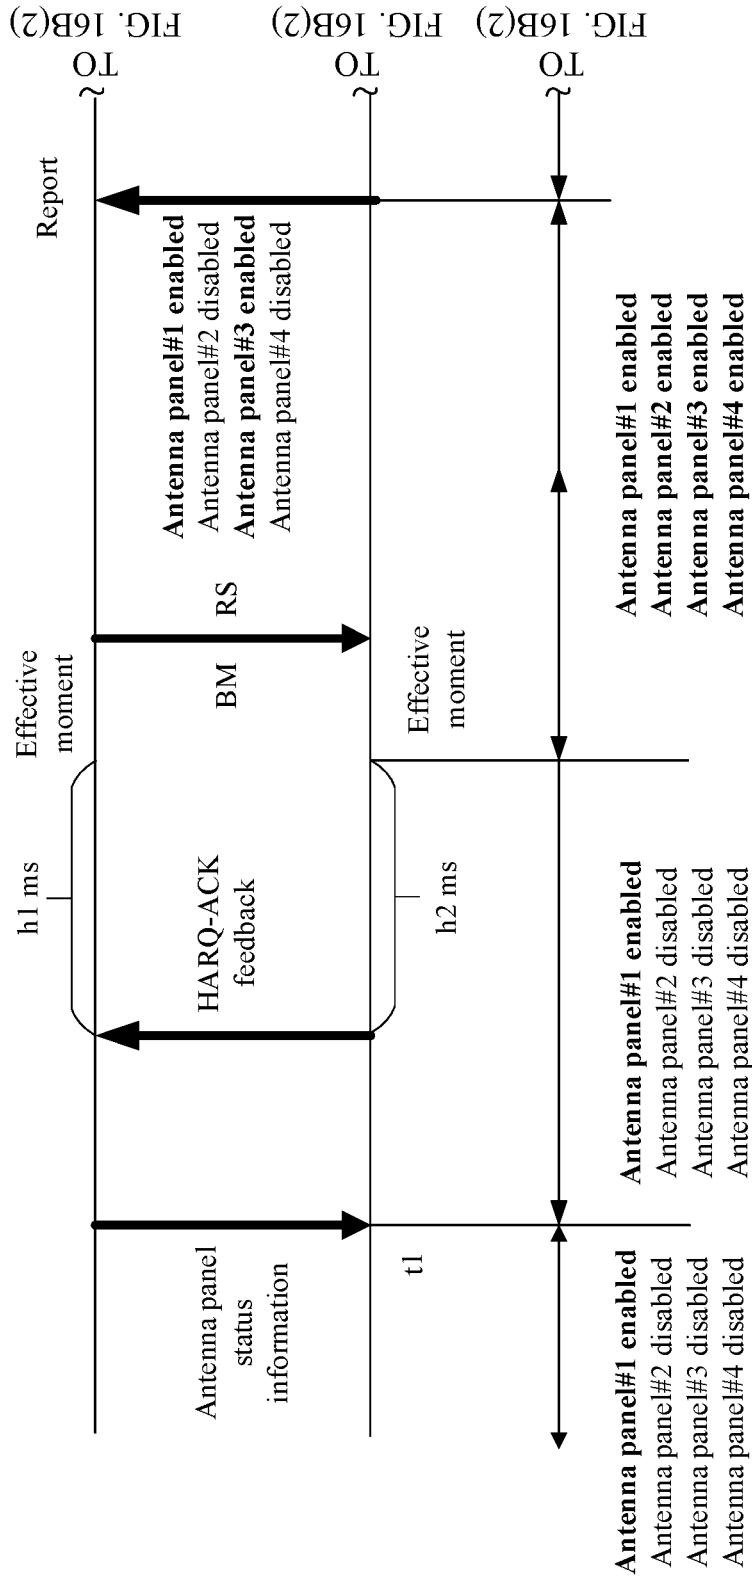 h1 ms
Effective
moment
Report
TO
FIG. 16B(2)
Antenna panel
status
information
HARQ-ACK
feedback
BM RS
Antenna panel#1 enabled
Antenna panel#2 disabled
Antenna panel#3 enabled
Antenna panel#4 disabled
TO
FIG. 16B(2)
t1
h2 ms
Effective
moment
TO
FIG. 16B(2)
Antenna panel#1 enabled
Antenna panel#2 disabled
Antenna panel#3 disabled
Antenna panel#4 disabled
Antenna panel#1 enabled
Antenna panel#2 disabled
Antenna panel#3 disabled
Antenna panel#4 disabled
Antenna panel#1 enabled
Antenna panel#2 enabled
Antenna panel#3 enabled
Antenna panel#4 enabled